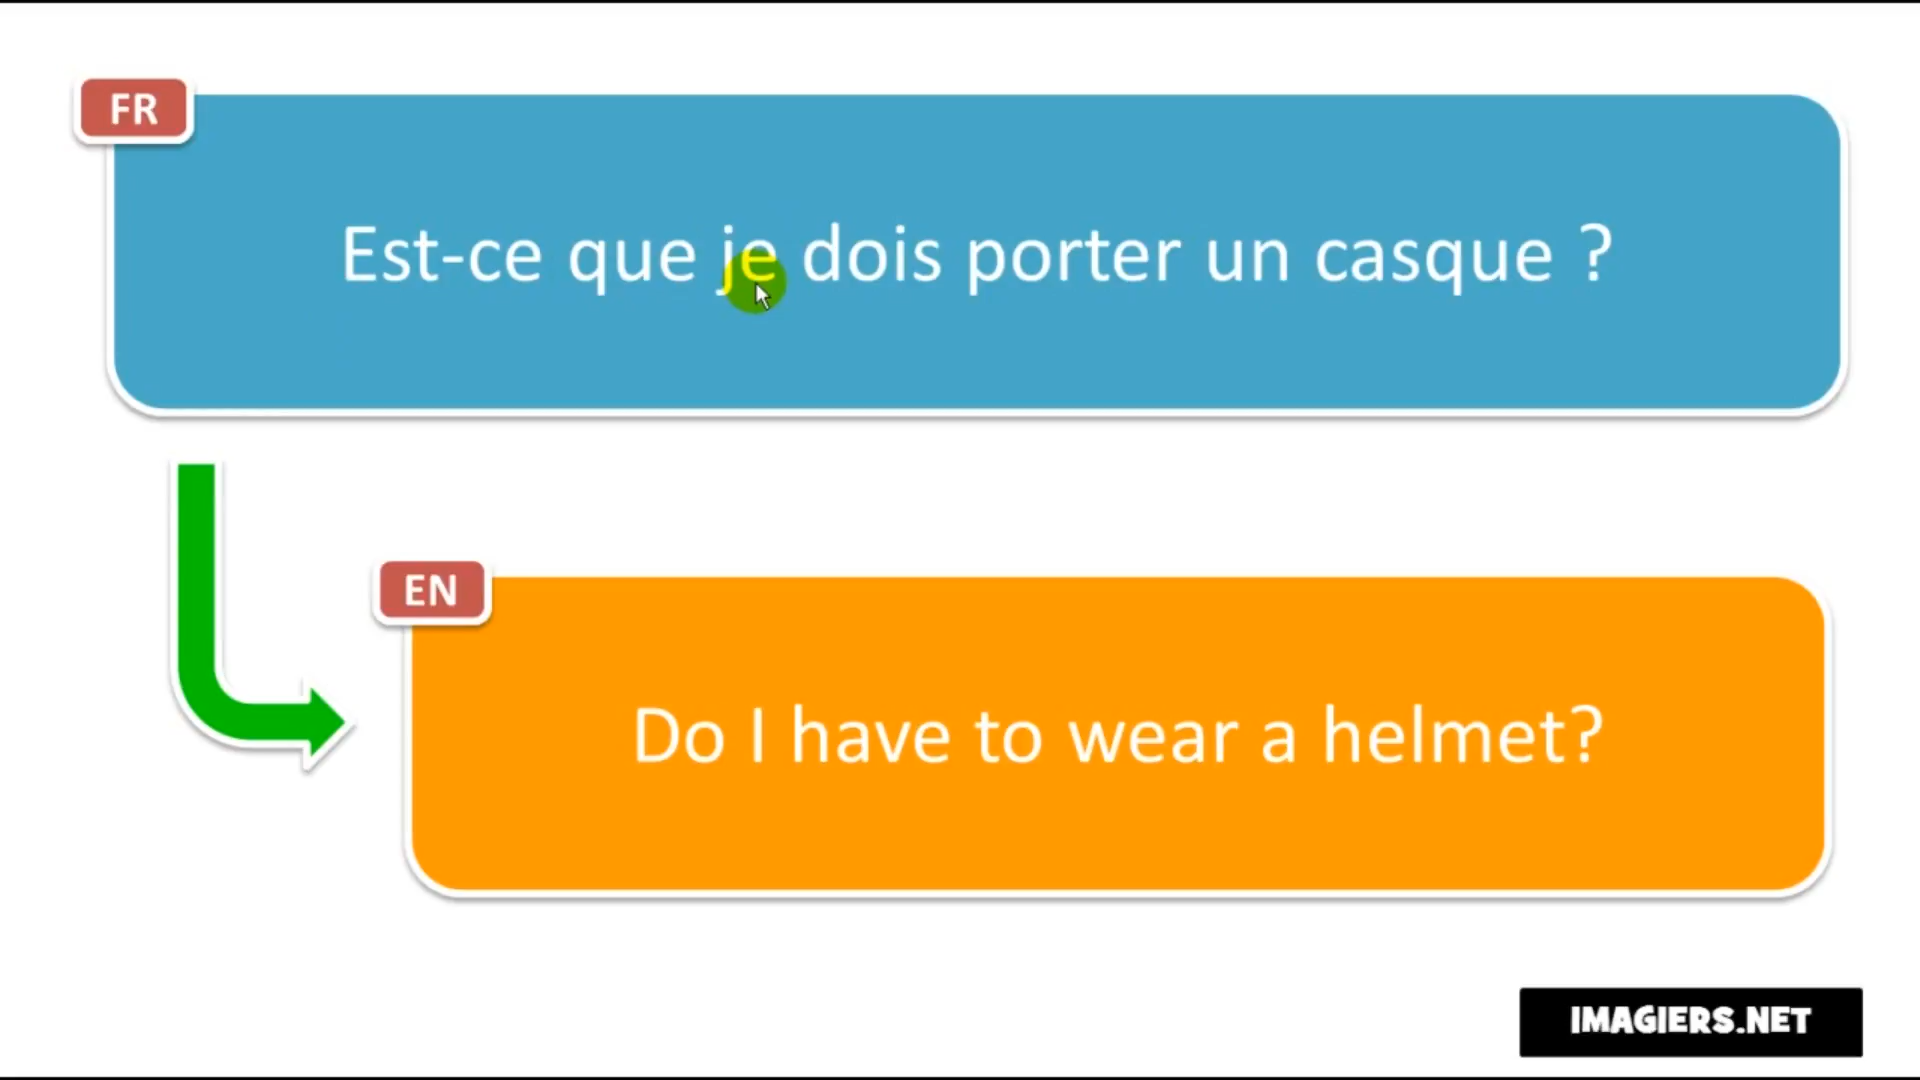 FR
Est-ce que je dois porter un casque ?
EN
Do I have to wear a helmet?
IMAGIERS.NET